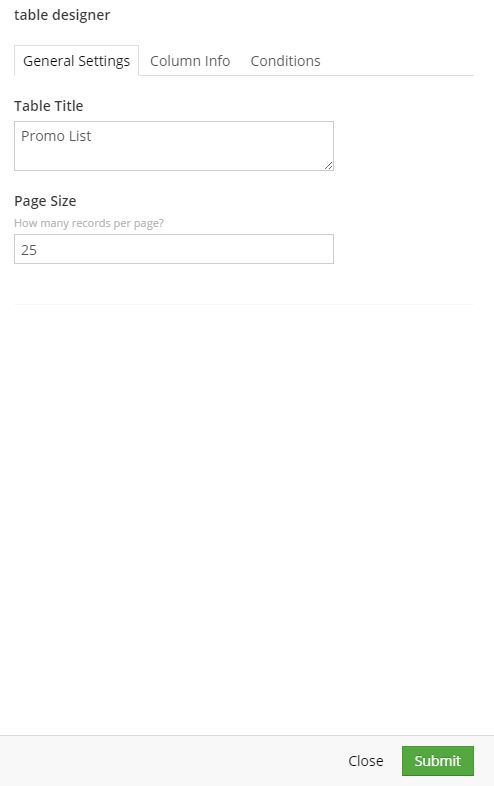 table designer
General Settings Column Info Conditions
Table Title
Promo List
Page Size
How many records per page?
25
Close Submit